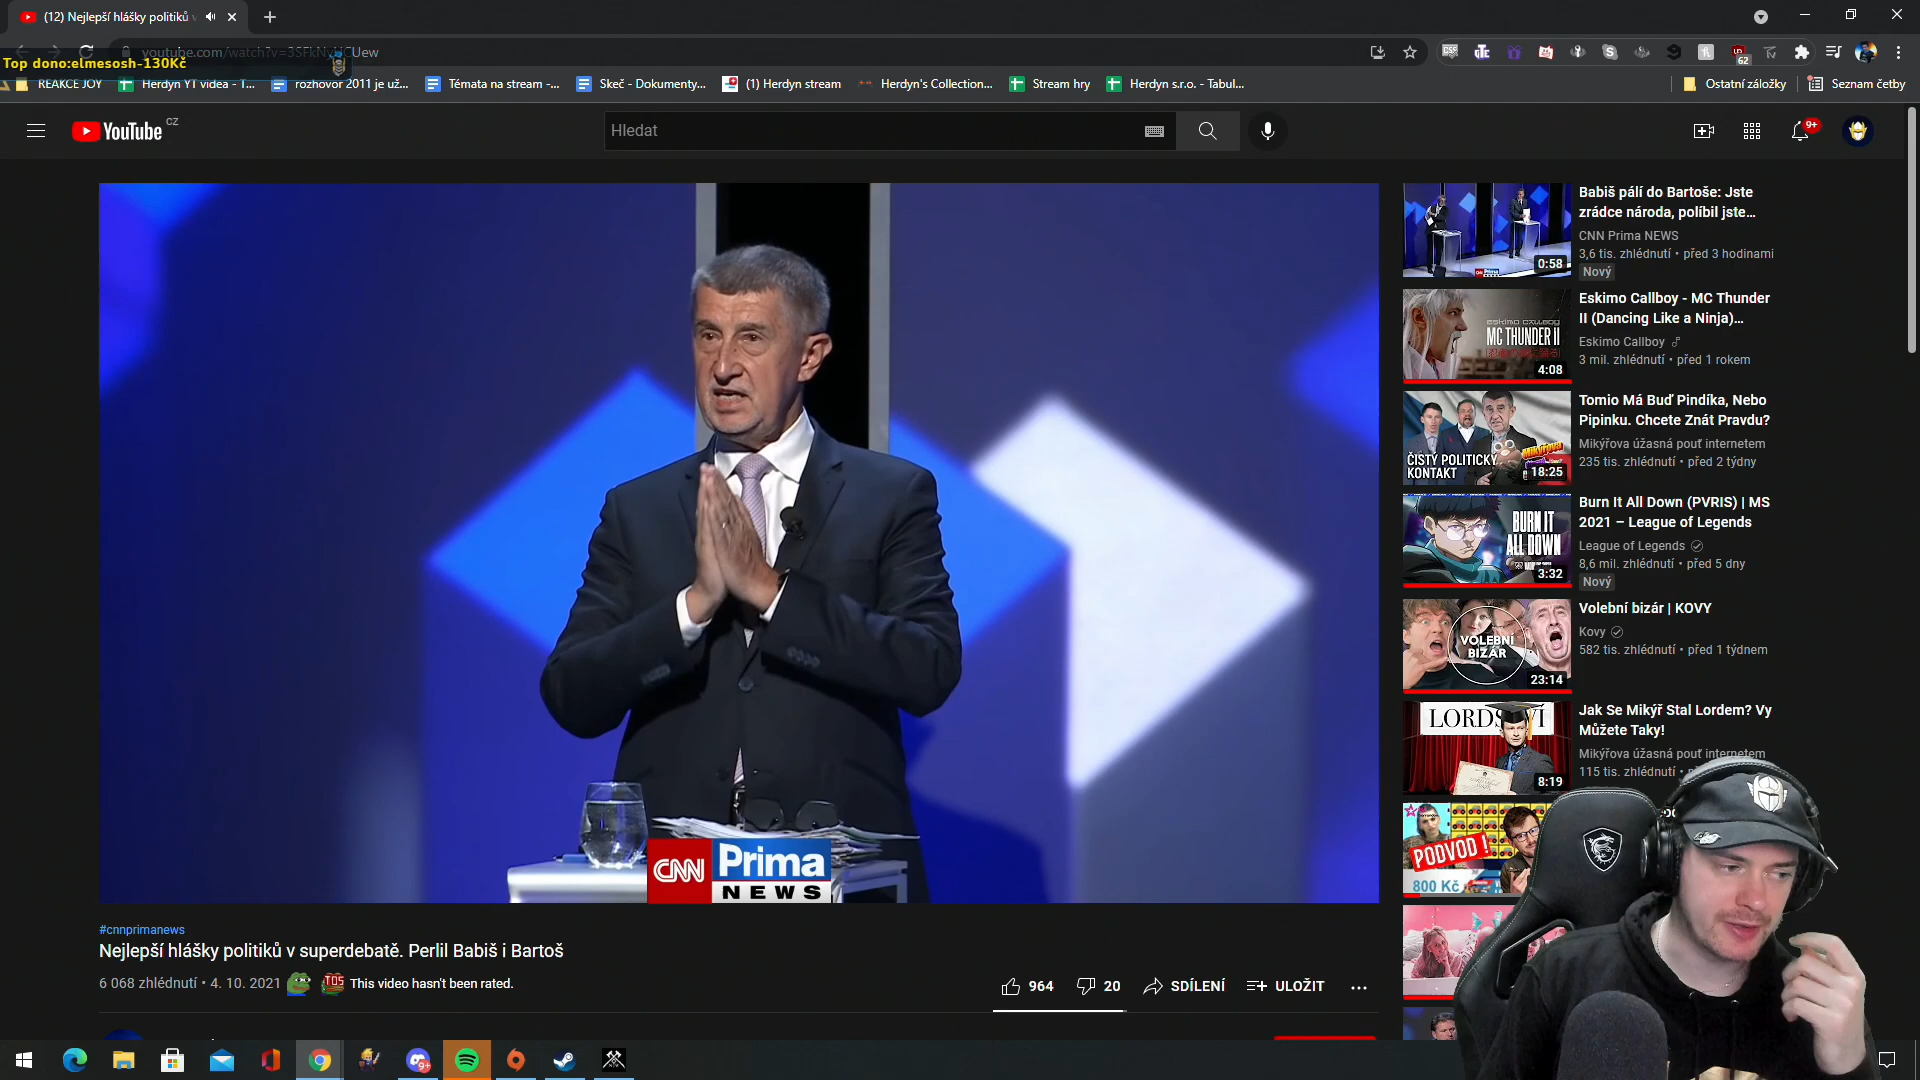 (12) Nejlepší hlášky politiků v
youtube.com/watch?v=
Top dono:elmesosh-130Kč
REAKCE JOY
Herdyn YT videa - T...
rozhovor 2011 je už...
Témata na stream -...
Skeč - Dokumenty...
(1) Herdyn stream
Herdyn's Collection...
Stream hry
Herdyn s.r.o. - Tabul...
Ostatní záložky
Seznam četby
62
YouTube CZ
Hledat
9+
CNN Prima NEWS
#cnnprimanews
Nejlepší hlášky politiků v superdebatě. Perlil Babiš i Bartoš
6 068 zhlédnutí • 4. 10. 2021
TOS
This video hasn't been rated.
964
20
SDÍLENÍ
ULOŽIT
Babiš pálí do Bartoše: Jste
zrádce národa, políbil jste...
CNN Prima NEWS
3,6 tis. zhlédnutí • před 3 hodinami
Nový
0:58
Eskimo Callboy - MC Thunder
II (Dancing Like a Ninja)...
Eskimo Callboy
3 mil. zhlédnutí • před 1 rokem
ESKIMO CALLBOY
MC THUNDER II
4:08
Tomio Má Buď Pindíka, Nebo
Pipinku. Chcete Znát Pravdu?
Mikýřova úžasná pouť internetem
235 tis. zhlédnutí • před 2 týdny
ČISTÝ POLITICKÝ
KONTAKT
18:25
Burn It All Down (PVRIS) | MS
2021 – League of Legends
League of Legends
8,6 mil. zhlédnutí • před 5 dny
Nový
BURN IT
ALL DOWN
3:32
Volební bizár | KOVY
Kovy
582 tis. zhlédnutí • před 1 týdnem
VOLEBNÍ
BIZÁR
23:14
Jak Se Mikýř Stal Lordem? Vy
Můžete Taky!
Mikýřova úžasná pouť internetem
115 tis. zhlédnutí •
LORDSTVÍ
8:19
PODVOD !
800 Kč
9+